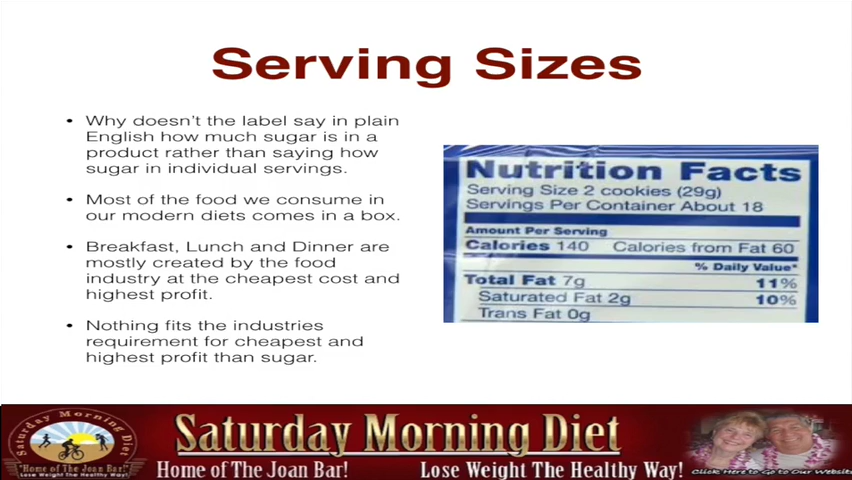 Serving Sizes
• Why doesn't the label say in plain
English how much sugar is in a
product rather than saying how
sugar in individual servings.
• Most of the food we consume in
our modern diets comes in a box.
• Breakfast, Lunch and Dinner are
mostly created by the food
industry at the cheapest cost and
highest profit.
• Nothing fits the industries
requirement for cheapest and
highest profit than sugar.
Nutrition Facts
Serving Size 2 cookies (29g)
Servings Per Container About 18
Amount Per Serving
Calories 140 Calories from Fat 60
% Daily Value*
Total Fat 7g 11%
Saturated Fat 2g 10%
Trans Fat 0g
Saturday Morning Diet
"Home of The Joan Bar!"
Lose Weight The Healthy Way!
Saturday Morning Diet
Home of The Joan Bar! Lose Weight The Healthy Way!
Click Here to Go to Our Website